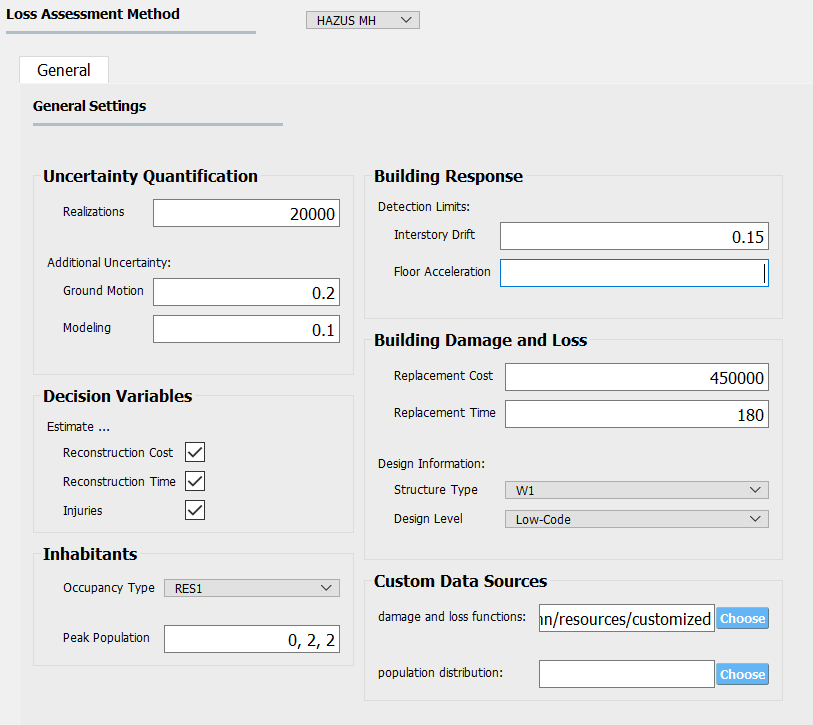 Loss Assessment Method
HAZUS MH
General
General Settings
Uncertainty Quantification
Realizations
20000
Additional Uncertainty:
Ground Motion
0.2
Modeling
0.1
Decision Variables
Estimate ...
Reconstruction Cost
Reconstruction Time
Injuries
Inhabitants
Occupancy Type
RES1
Peak Population
0, 2, 2
Building Response
Detection Limits:
Interstory Drift
0.15
Floor Acceleration
Building Damage and Loss
Replacement Cost
450000
Replacement Time
180
Design Information:
Structure Type
W1
Design Level
Low-Code
Custom Data Sources
damage and loss functions:
/resources/customized
Choose
population distribution:
Choose